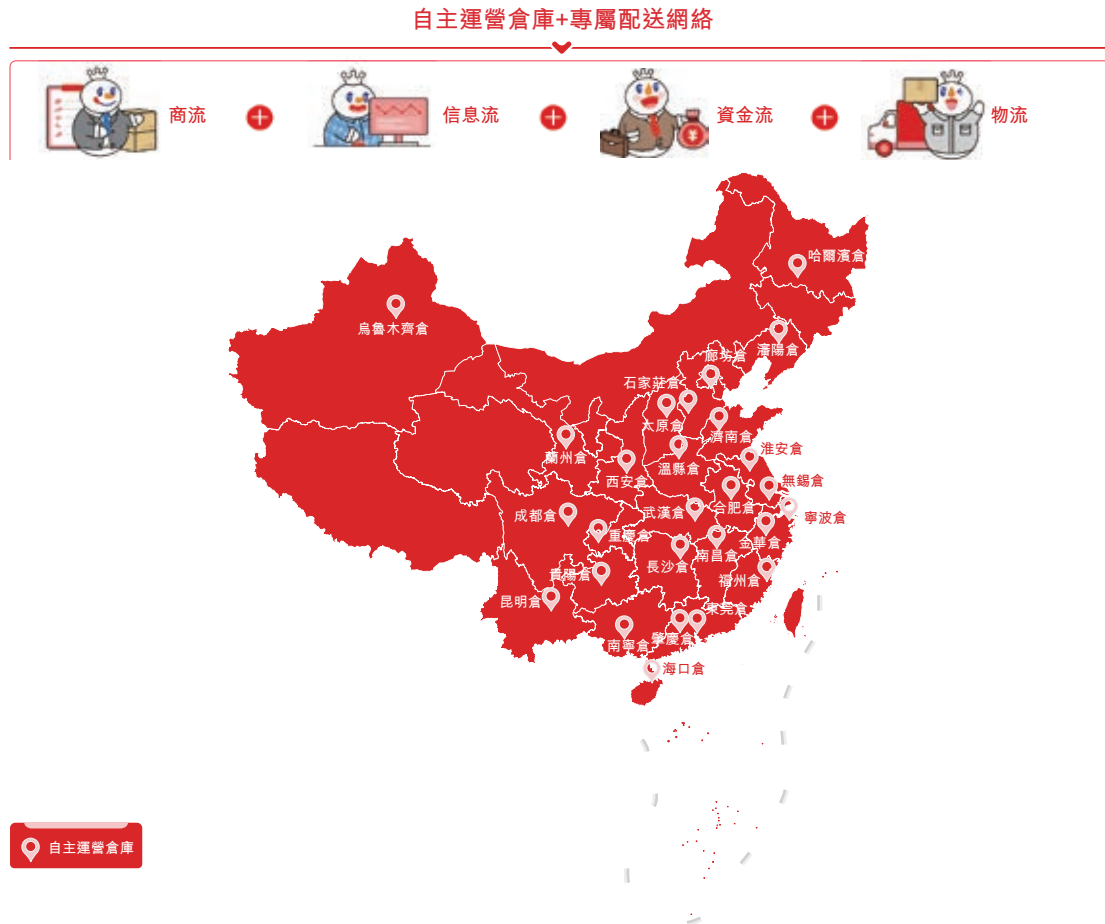 自主運營倉庫+專屬配送網絡
商流
信息流
資金流
¥
物流
哈爾濱倉
烏魯木齊倉
瀋陽倉
廊坊倉
石家莊倉
太原倉
濟南倉
淮安倉
蘭州倉
溫縣倉
西安倉
無錫倉
合肥倉
成都倉
武漢倉
寧波倉
重慶倉
南昌倉
金華倉
長沙倉
貴陽倉
福州倉
昆明倉
東莞倉
南寧倉
肇慶倉
海口倉
自主運營倉庫